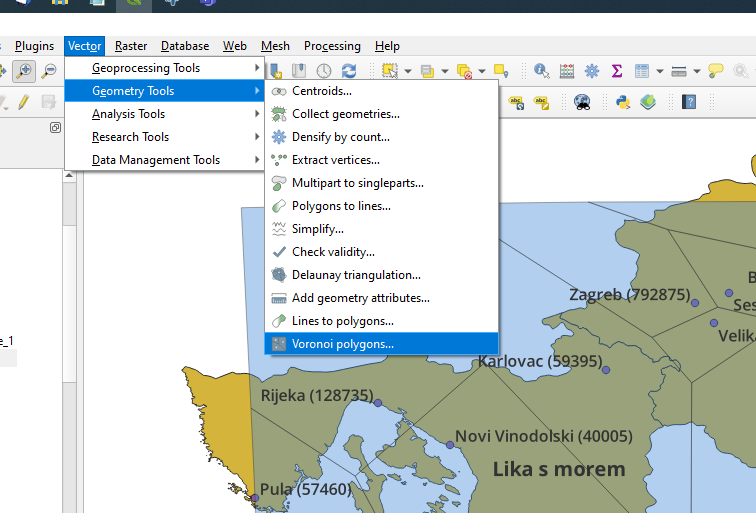 Plugins Vector Raster Database Web Mesh Processing Help
Geoprocessing Tools
Geometry Tools
Analysis Tools
Research Tools
Data Management Tools
Centroids...
Collect geometries...
Densify by count...
Extract vertices...
Multipart to singleparts...
Polygons to lines...
Simplify...
Check validity...
Delaunay triangulation...
Add geometry attributes...
Lines to polygons...
Voronoi polygons...
abc abc
e_1
Zagreb (792875)
B
Ses
Velik
Karlovac (59395)
Rijeka (128735)
Novi Vinodolski (40005)
Lika s morem
Pula (57460)